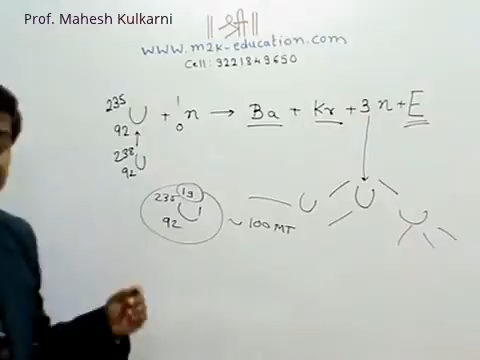 Prof. Mahesh Kulkarni
|| श्री ||
www.m2k-education.com
Cell: 9221849650
235 92 U + 1 0 n → Ba + Kr + 3 n + E
238 92 U
235 92 U 1g ~ 100 MT
U U U